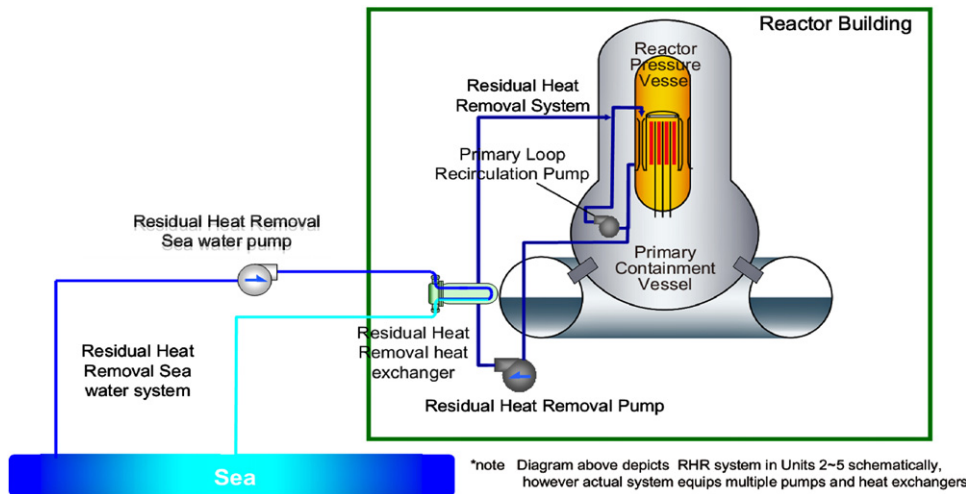 Reactor Building
Reactor
Pressure
Vesse
Residual Heat
Removal System
Primary Loop
Recirculation Pump
Residual Heat Removal
Sea water pump
Primary
Containment
Vessel
Residual Heat
Removal heat
exchanger
Residual Heat
Removal Sea
water system
Residual Heat Removal Pump
Sea
*note Diagram above depicts RHR system in Units 2~5 schematically,
however actual system equips multiple pumps and heat exchangers